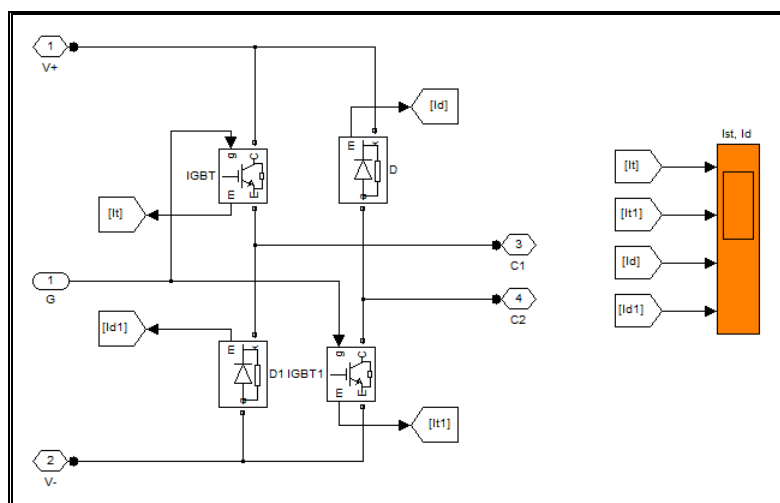 1
V+
[Id]
Ist, Id
g
C
m
k
IGBT
D
[It]
m
E
a
[It]
[It1]
3
C1
1
G
[Id]
4
C2
[Id1]
[Id1]
m
k
g
C
D1
IGBT1
a
m
E
[It1]
2
V-